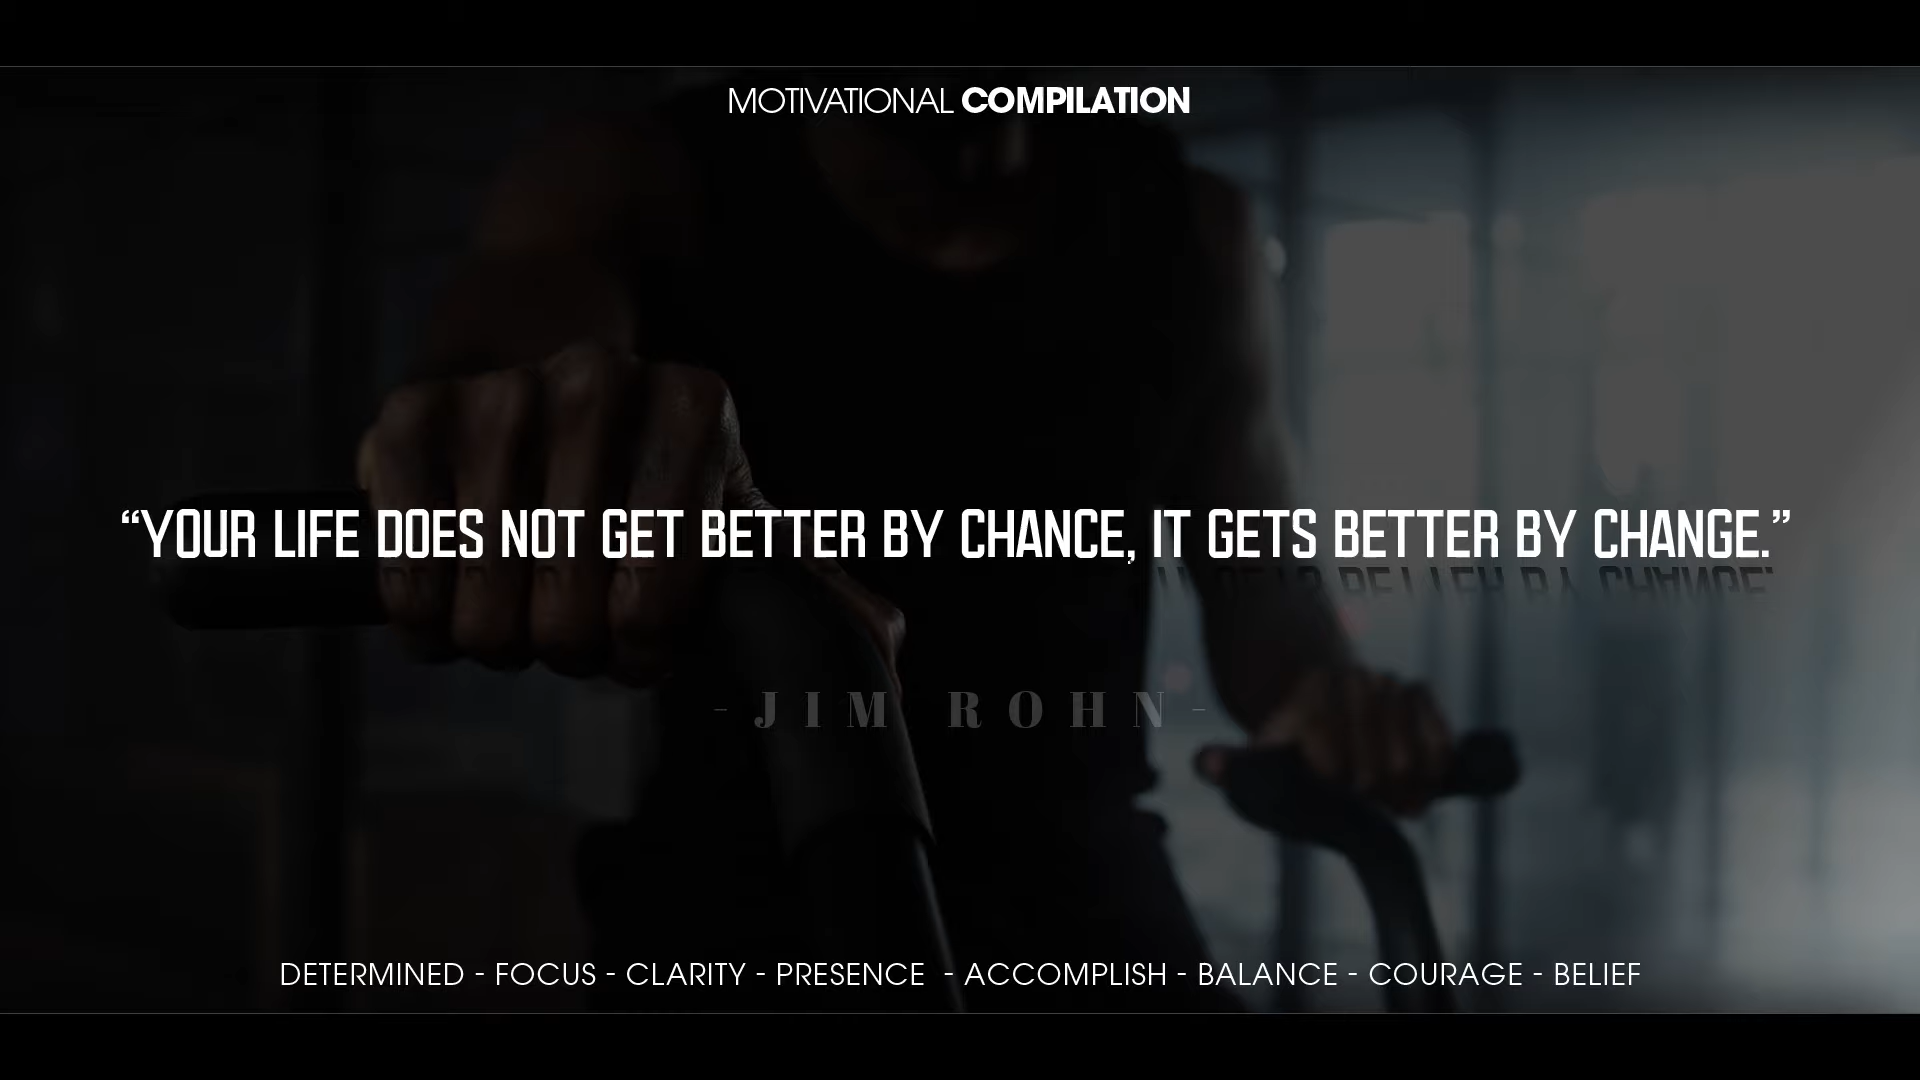 MOTIVATIONAL COMPILATION
“YOUR LIFE DOES NOT GET BETTER BY CHANCE, IT GETS BETTER BY CHANGE.”
- JIM ROHN -
DETERMINED - FOCUS - CLARITY - PRESENCE - ACCOMPLISH - BALANCE - COURAGE - BELIEF